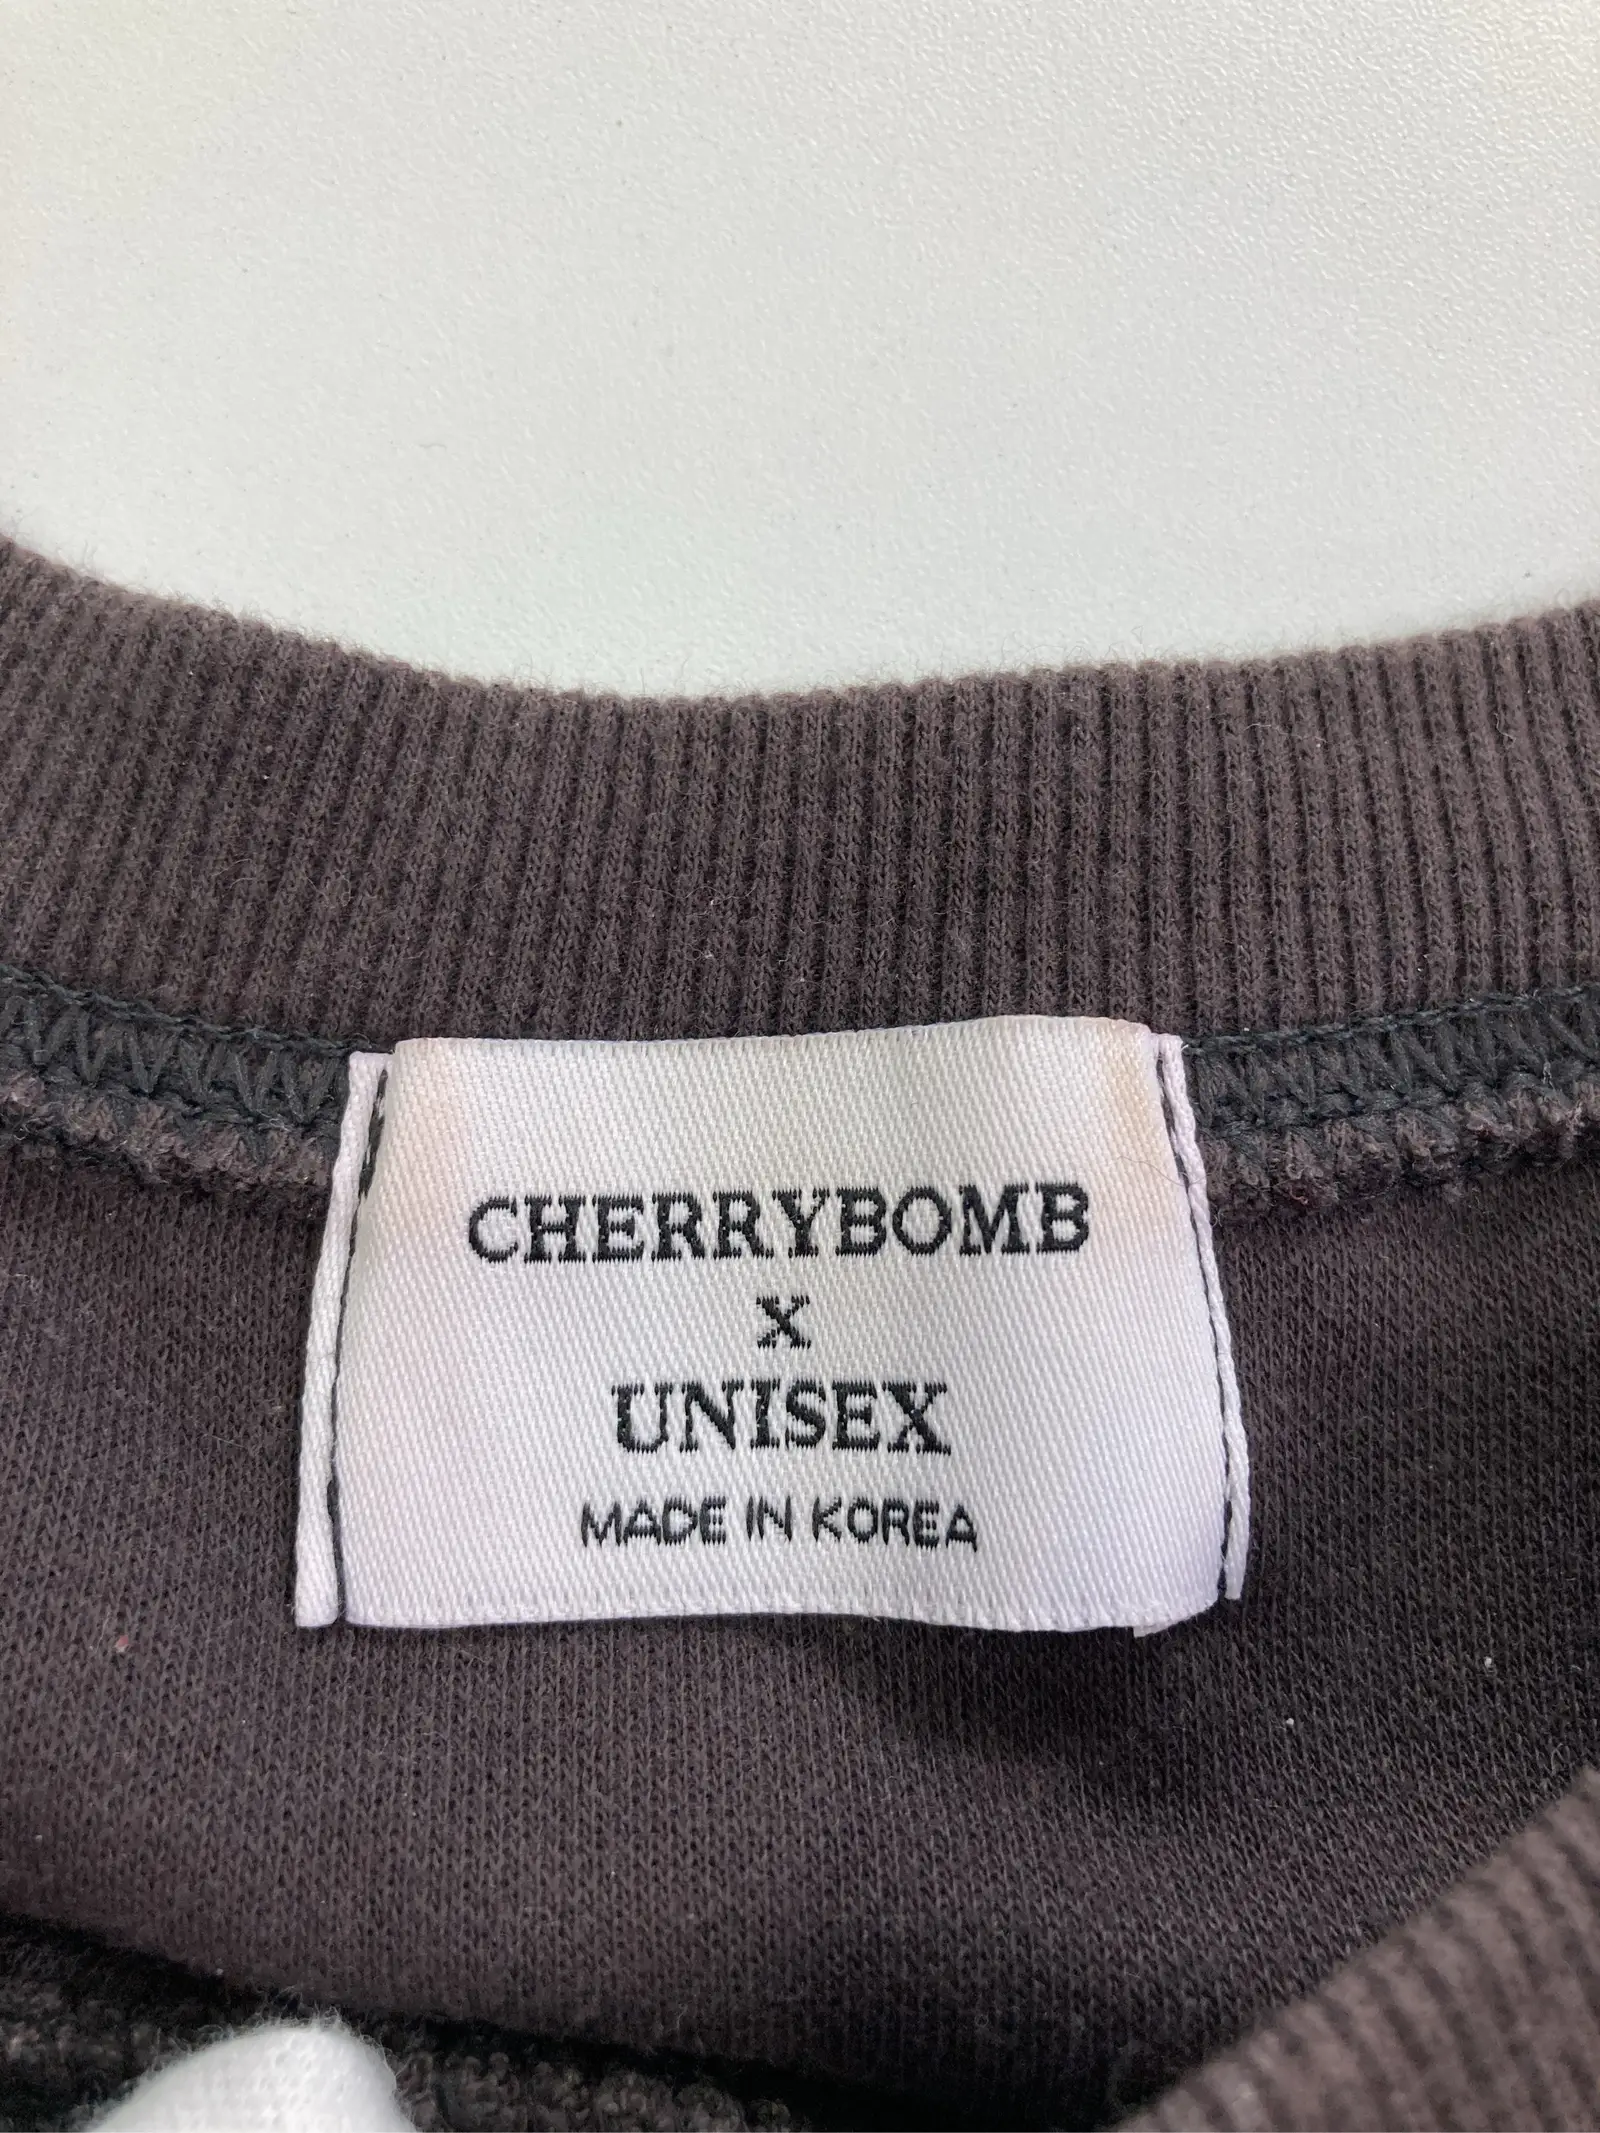 CHERRYBOMB
X
UNISEX
MADE IN KOREA